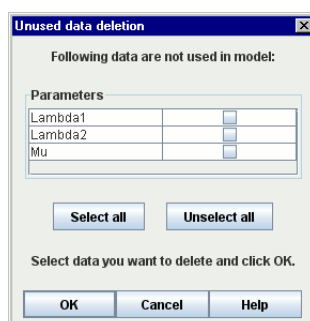 Unused data deletion
Following data are not used in model:
Parameters
Lambda1
Lambda2
Mu
Select all Unselect all
Select data you want to delete and click OK.
OK Cancel Help